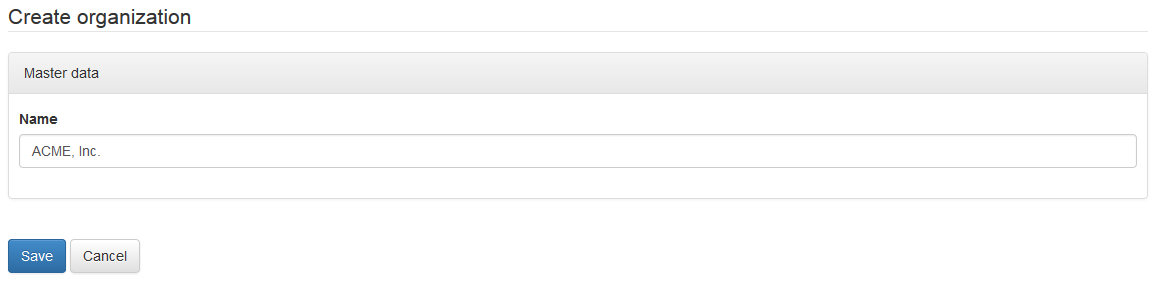 Create organization
Master data
Name
ACME, Inc.
Save Cancel